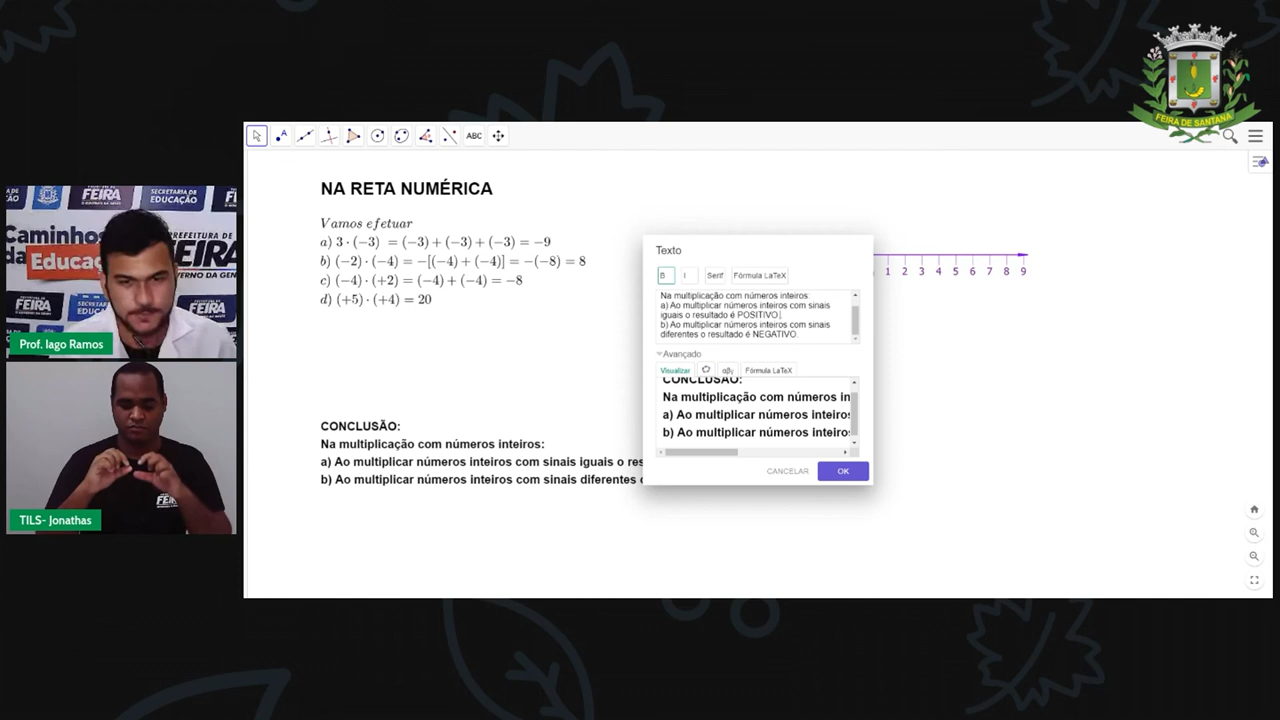 FEIRA DE SANTANA
ABC
NA RETA NUMÉRICA
Vamos efetuar
a) 3 · (−3) = (−3) + (−3) + (−3) = −9
b) (−2) · (−4) = −[(−4) + (−4)] = −(−8) = 8
c) (−4) · (+2) = (−4) + (−4) = −8
d) (+5) · (+4) = 20
CONCLUSÃO:
Na multiplicação com números inteiros:
a) Ao multiplicar números inteiros com sinais iguais o res
b) Ao multiplicar números inteiros com sinais diferentes
Texto
B I Serif Fórmula LaTeX
Na multiplicação com números inteiros:
a) Ao multiplicar números inteiros com sinais
iguais o resultado é POSITIVO.
b) Ao multiplicar números inteiros com sinais
diferentes o resultado é NEGATIVO.
Avançado
Visualizar αβγ Fórmula LaTeX
CONCLUSÃO:
Na multiplicação com números in
a) Ao multiplicar números inteiros
b) Ao multiplicar números inteiros
CANCELAR OK
1 2 3 4 5 6 7 8 9
FEIRA
SECRETARIA DE
EDUCAÇÃO
Caminhos
da
Educaç
PREFEITURA DE
FEIRA
Prof. Iago Ramos
FEIRA
TILS- Jonathas